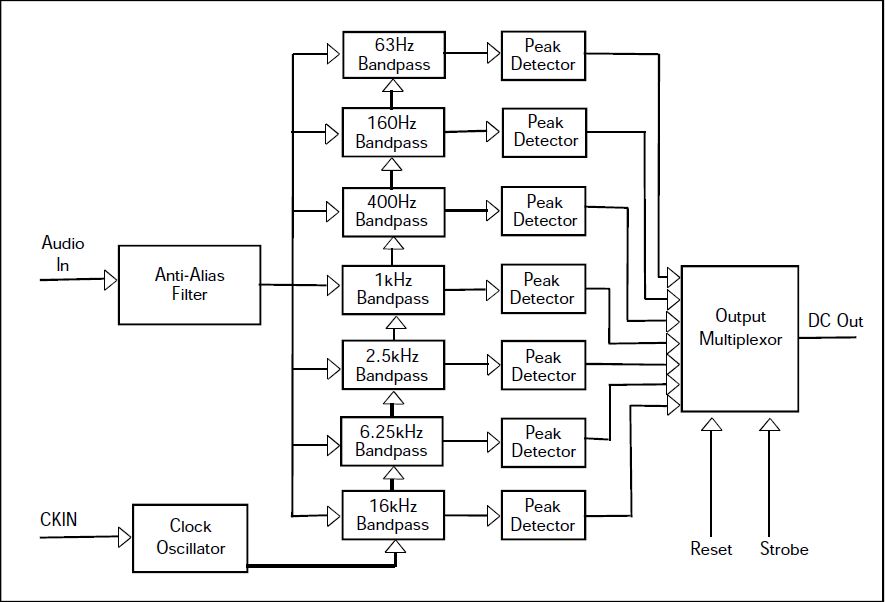 63Hz
Bandpass
Peak
Detector
160Hz
Bandpass
Peak
Detector
400Hz
Bandpass
Peak
Detector
Audio
In
Anti-Alias
Filter
1kHz
Bandpass
Peak
Detector
Output
Multiplexor
DC Out
2.5kHz
Bandpass
Peak
Detector
6.25kHz
Bandpass
Peak
Detector
16kHz
Bandpass
Peak
Detector
CKIN
Clock
Oscillator
Reset
Strobe